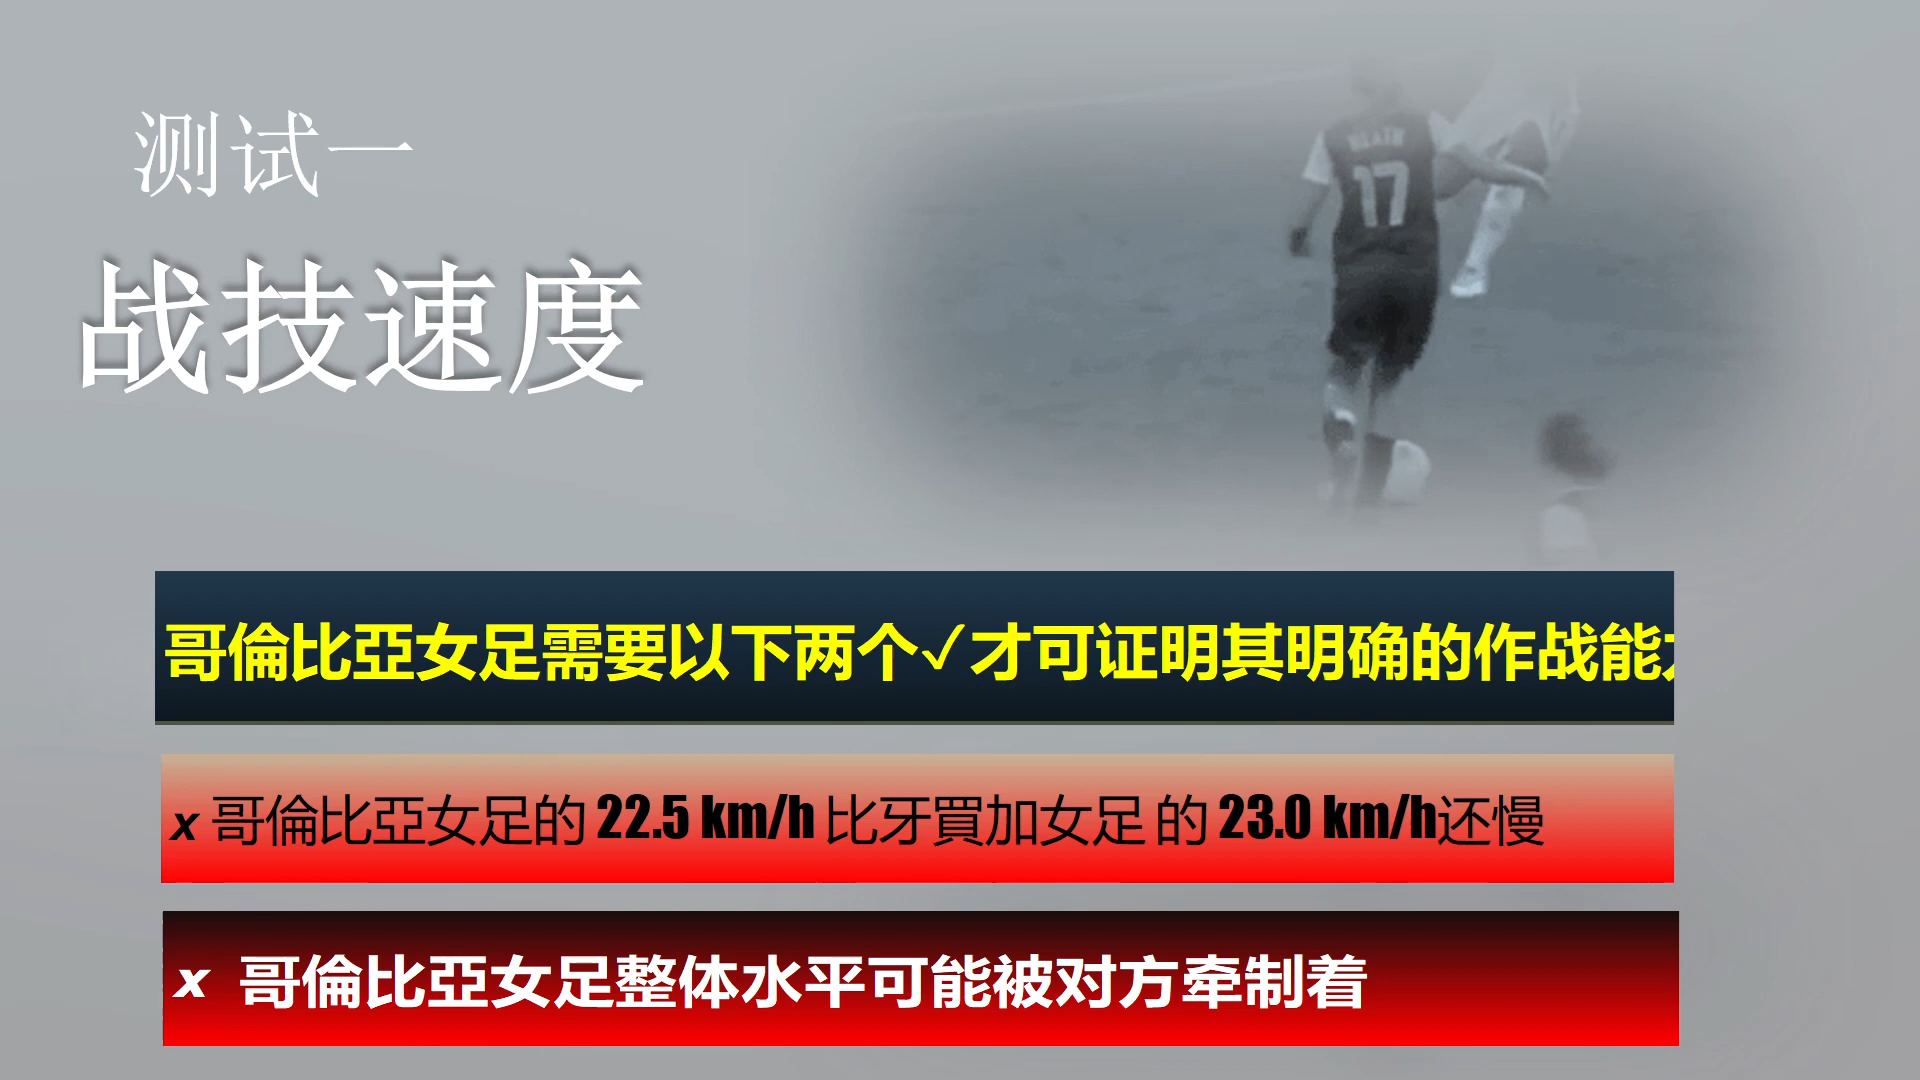 测试一
战技速度
HEATH
17
哥倫比亞女足需要以下两个✓才可证明其明确的作战能
x 哥倫比亞女足的 22.5 km/h 比牙買加女足的 23.0 km/h还慢
x 哥倫比亞女足整体水平可能被对方牵制着